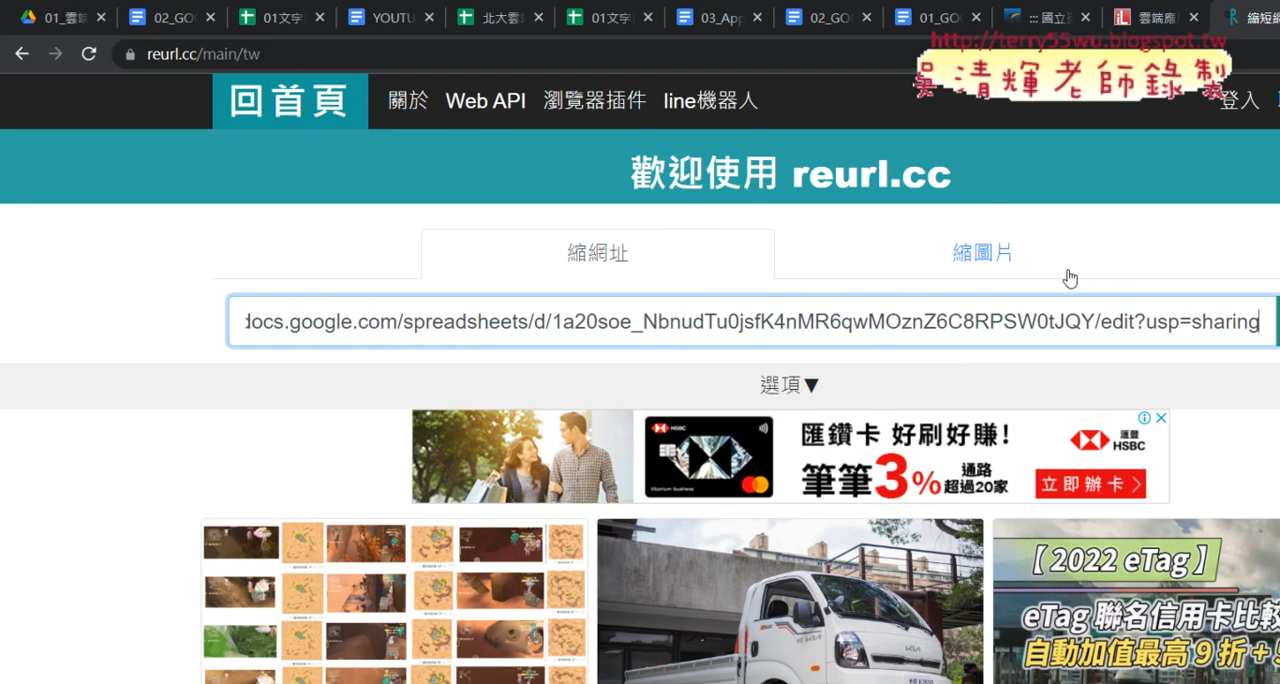 01_雲端
02_GO
01文字
YOUTU
北大雲
01文字
03_App
02_GO
01_GO
::: 國立
雲端應
縮短網
reurl.cc/main/tw
http://terry55wu.blogspot.tw
吳清輝老師錄製
回首頁
關於 Web API 瀏覽器插件 line機器人
登入
歡迎使用 reurl.cc
縮網址
縮圖片
docs.google.com/spreadsheets/d/1a20soe_NbnudTu0jsfK4nMR6qwMOznZ6C8RPSW0tJQY/edit?usp=sharing
選項▼
HSBC
匯鑽卡 好刷好賺!
筆筆3%通路超過20家
匯豐
HSBC
立即辦卡
【2022 eTag】
eTag 聯名信用卡比較
自動加值最高9折+5